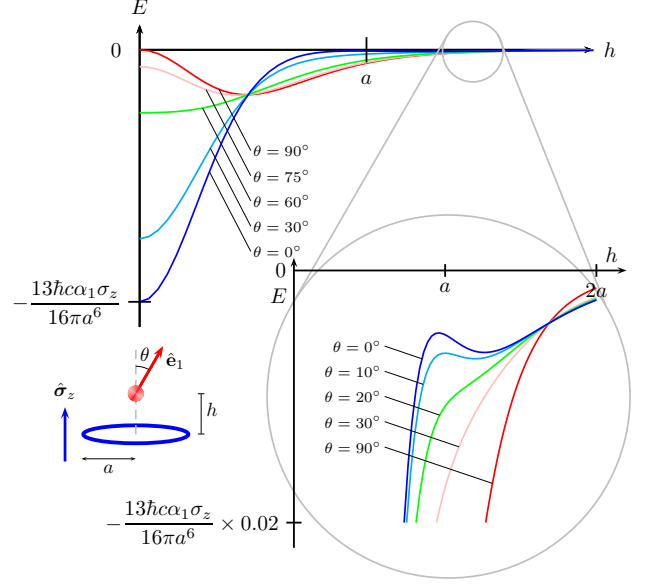 E
0
h
a
θ = 90°
θ = 75°
θ = 60°
θ = 30°
θ = 0°
−13ħcα₁σ_z/16πa⁶
0
h
E
a
2a
θ = 0°
θ = 10°
θ = 20°
θ = 30°
θ = 90°
θ
ê₁
σ̂_z
h
a
−13ħcα₁σ_z/16πa⁶ × 0.02